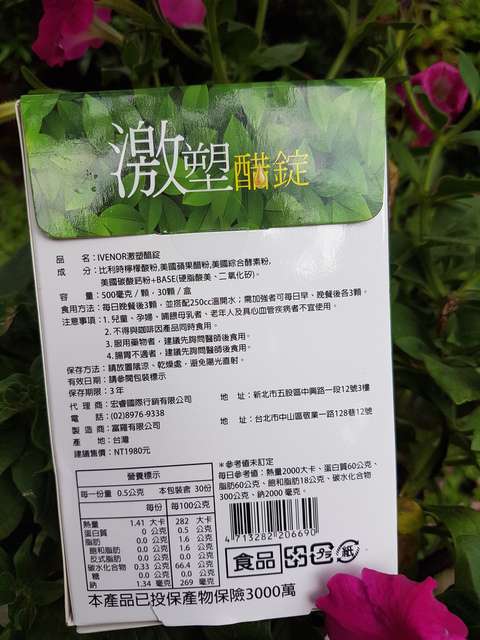 激塑醋錠
品 名：IVENOR激塑醋錠
成 分：比利時檸檬酸粉,美國蘋果醋粉,美國綜合酵素粉,
美國碳酸鈣粉+BASE(硬脂酸美、二氧化矽)。
容 量：500毫克 / 顆，30顆 / 盒
食用方法：每日晚餐後3顆，並搭配250cc溫開水；需加強者可每日早、晚餐後各3顆。
注意事項：1.兒童、孕婦、哺餵母乳者、老年人及具心血管疾病者不宜使用。
2.不得與咖啡因產品同時食用。
3.服用藥物者，建議先詢問醫師後食用。
4.腸胃不適者，建議先詢問醫師後食用。
保存方法：請放置陰涼、乾燥處，避免陽光直射。
有效日期：請參閱包裝標示
保存期限：3 年
代 理 商：宏睿國際行銷有限公司 地 址：新北市五股區中興路一段12號3樓
電 話：(02)8976-9338
製 造 商：富羅有限公司 地 址：台北市中山區敬業一路128巷12號
產 地：台灣
建議售價：NT1980元
營養標示
每一份量 0.5公克 本包裝含 30份
每份 每100公克
熱量 1.41 大卡 282 大卡
蛋白質 0 公克 0.5 公克
脂肪 0.0 公克 1.6 公克
飽和脂肪 0.0 公克 1.6 公克
反式脂肪 0.0 公克 0.0 公克
碳水化合物 0.33 公克 66.4 公克
糖 0.0 公克 0.0 公克
鈉 1.34 毫克 269 毫克
＊參考值未訂定
每日參考值：熱量2000大卡、蛋白質60公克、
脂肪60公克、飽和脂肪18公克、碳水化合物
300公克、鈉2000 毫克。
4 713282 206690
食品 紙
本產品已投保產物保險3000萬